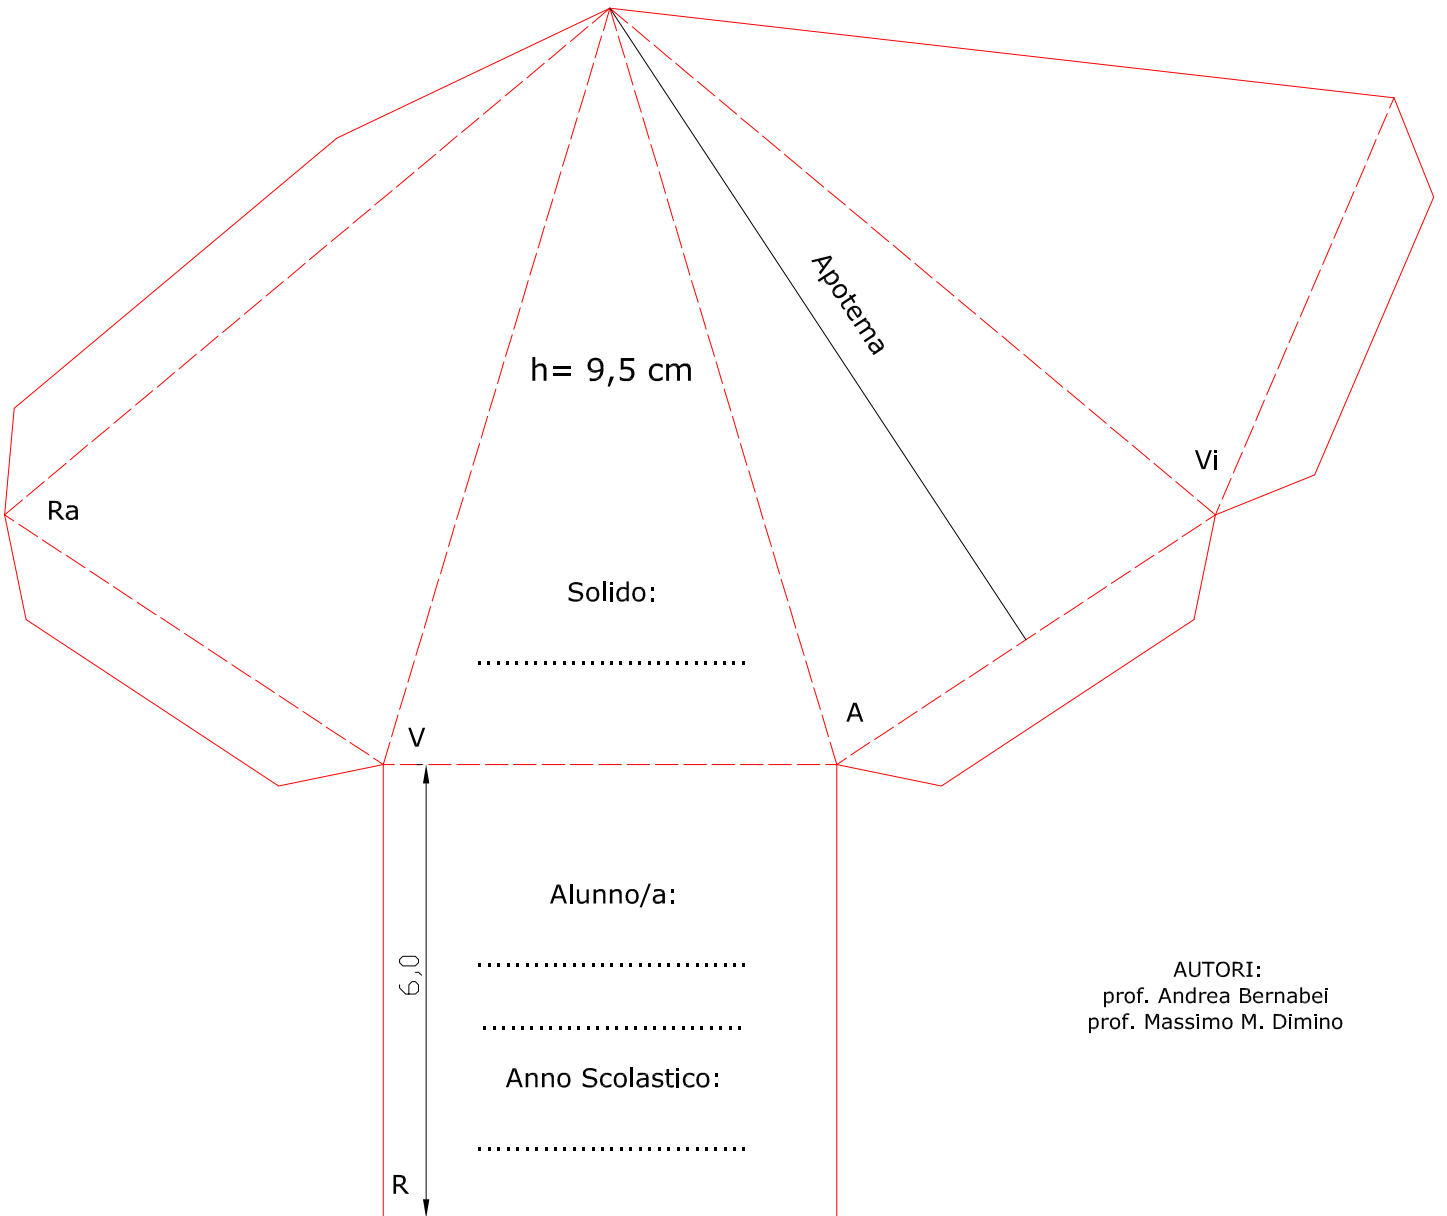 Apotema
h= 9,5 cm
Vi
Ra
Solido:
............................
A
V
Alunno/a:
............................
6,0
............................
Anno Scolastico:
............................
R
AUTORI:
prof. Andrea Bernabei
prof. Massimo M. Dimino